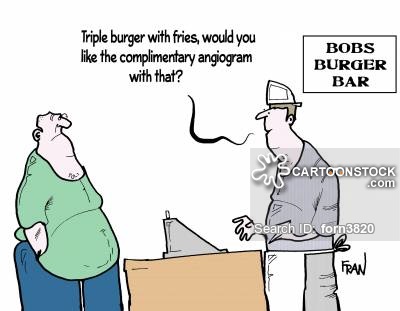 Triple burger with fries, would you
like the complimentary angiogram
with that?
BOBS
BURGER
BAR
CARTOONSTOCK
.com
Search ID: forn3820
FRAN